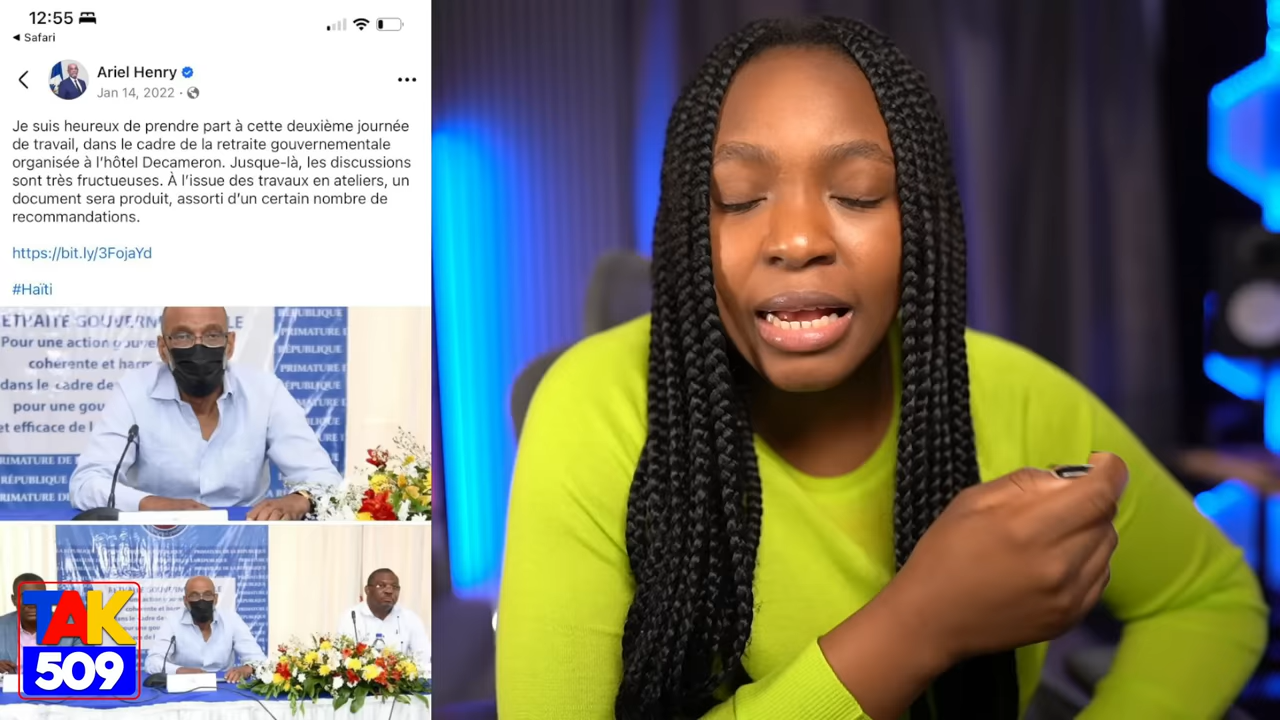 12:55
◀ Safari
Ariel Henry
Jan 14, 2022 ·
Je suis heureux de prendre part à cette deuxième journée
de travail, dans le cadre de la retraite gouvernementale
organisée à l'hôtel Decameron. Jusque-là, les discussions
sont très fructueuses. À l'issue des travaux en ateliers, un
document sera produit, assorti d'un certain nombre de
recommandations.
https://bit.ly/3FojaYd
#Haïti
Pour une action
cohérente et
dans le cadre de
pour une
et efficace de
RÉPUBLIQUE
PRIMATURE
RÉPUBLIQUE
PRIMATURE
RÉPUBLIQUE
PRIMATURE
PRIMATURE DE
RÉPUBLIQUE
PRIMATURE DE
TAK
509